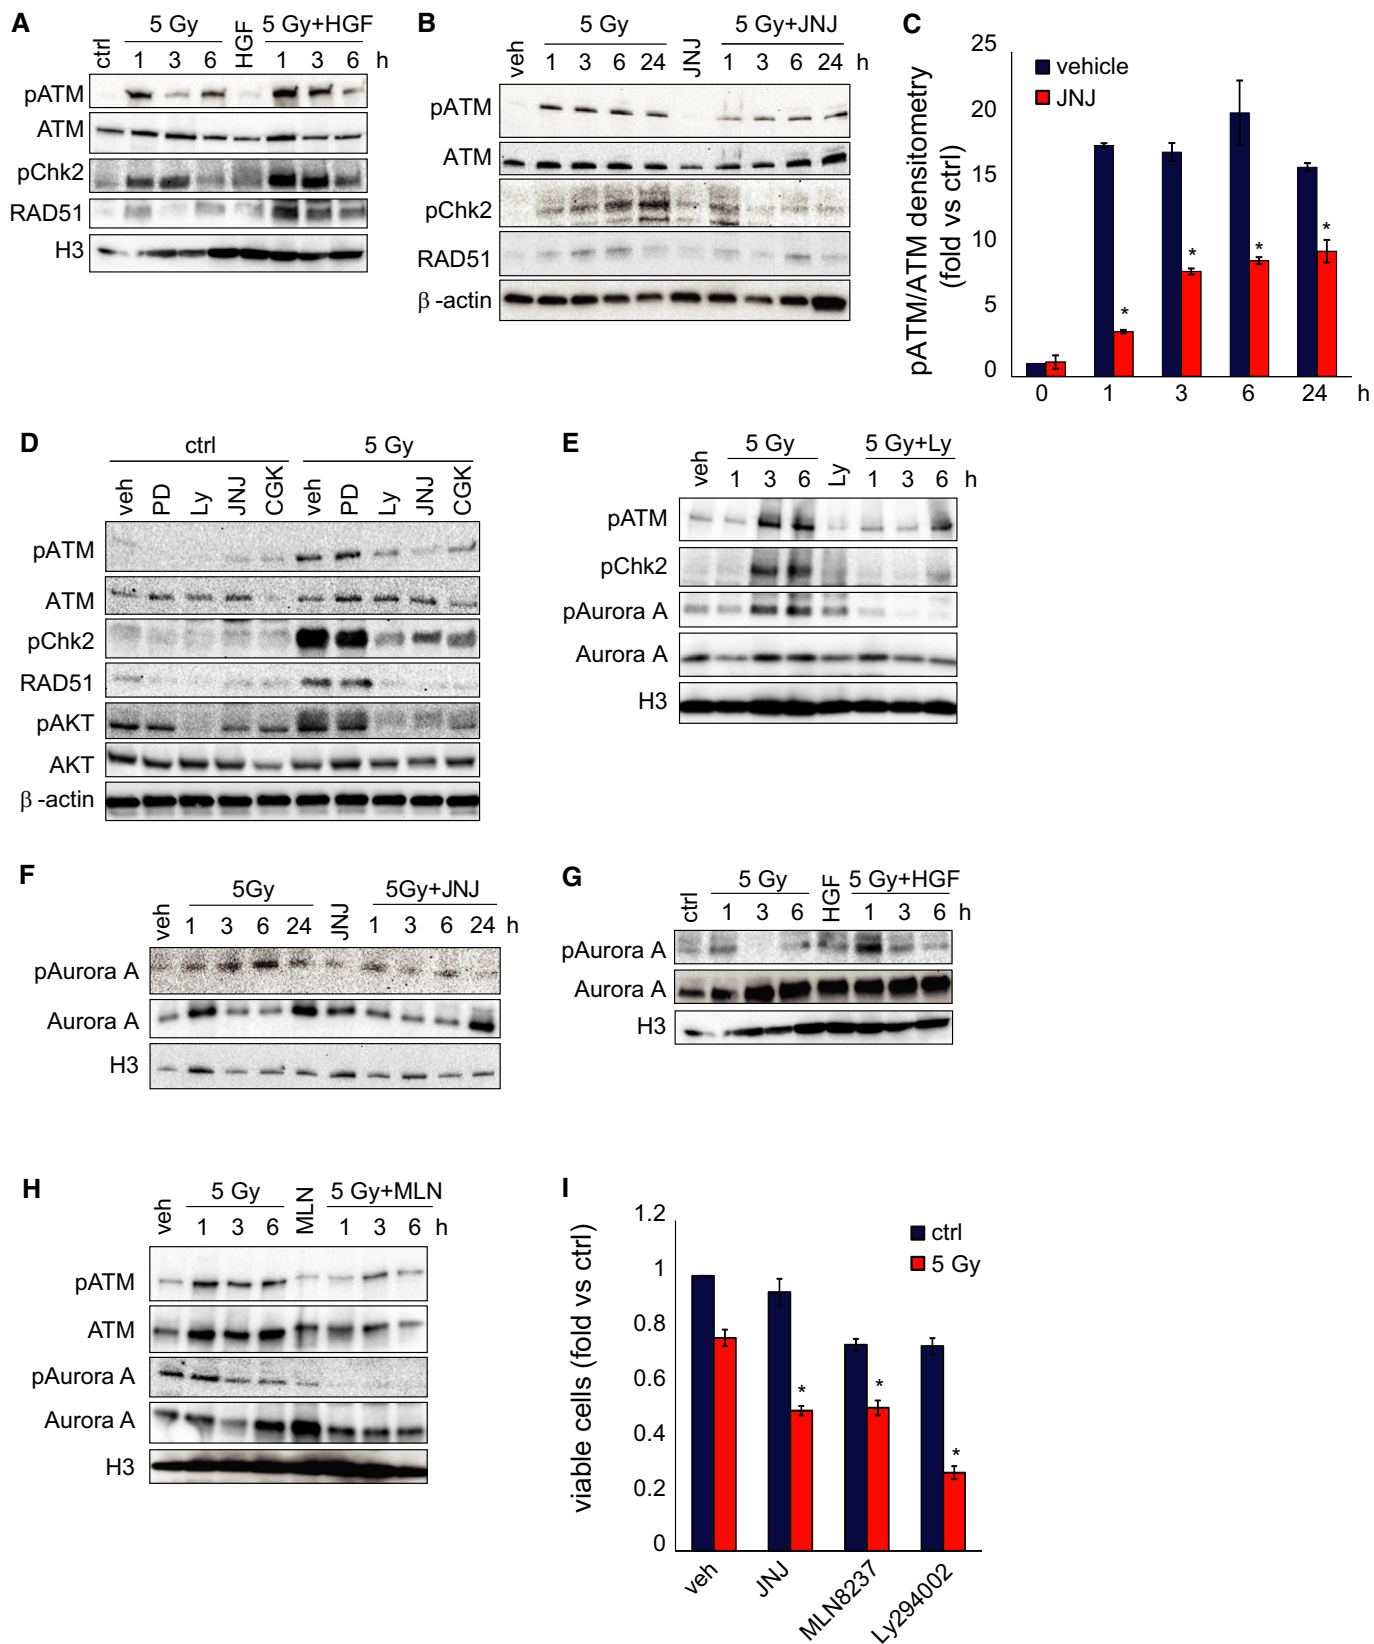 A
5 Gy
5 Gy+HGF
ctrl
1 3 6
HGF
1 3 6 h
pATM
ATM
pChk2
RAD51
H3
B
5 Gy
5 Gy+JNJ
veh
1 3 6 24
JNJ
1 3 6 24 h
pATM
ATM
pChk2
RAD51
β-actin
C
pATM/ATM densitometry
(fold vs ctrl)
25
20
15
10
5
0
vehicle
JNJ
*
*
*
*
0 1 3 6 24 h
D
ctrl
5 Gy
veh PD Ly JNJ CGK veh PD Ly JNJ CGK
pATM
ATM
pChk2
RAD51
pAKT
AKT
β-actin
E
5 Gy
5 Gy+Ly
veh
1 3 6
Ly
1 3 6 h
pATM
pChk2
pAurora A
Aurora A
H3
F
5Gy
5Gy+JNJ
veh
1 3 6 24
JNJ
1 3 6 24 h
pAurora A
Aurora A
H3
G
5 Gy
5 Gy+HGF
ctrl
1 3 6
HGF
1 3 6 h
pAurora A
Aurora A
H3
H
5 Gy
5 Gy+MLN
veh
1 3 6
MLN
1 3 6 h
pATM
ATM
pAurora A
Aurora A
H3
I
viable cells (fold vs ctrl)
1.2
1
0.8
0.6
0.4
0.2
0
ctrl
5 Gy
*
*
*
veh JNJ MLN8237 Ly294002